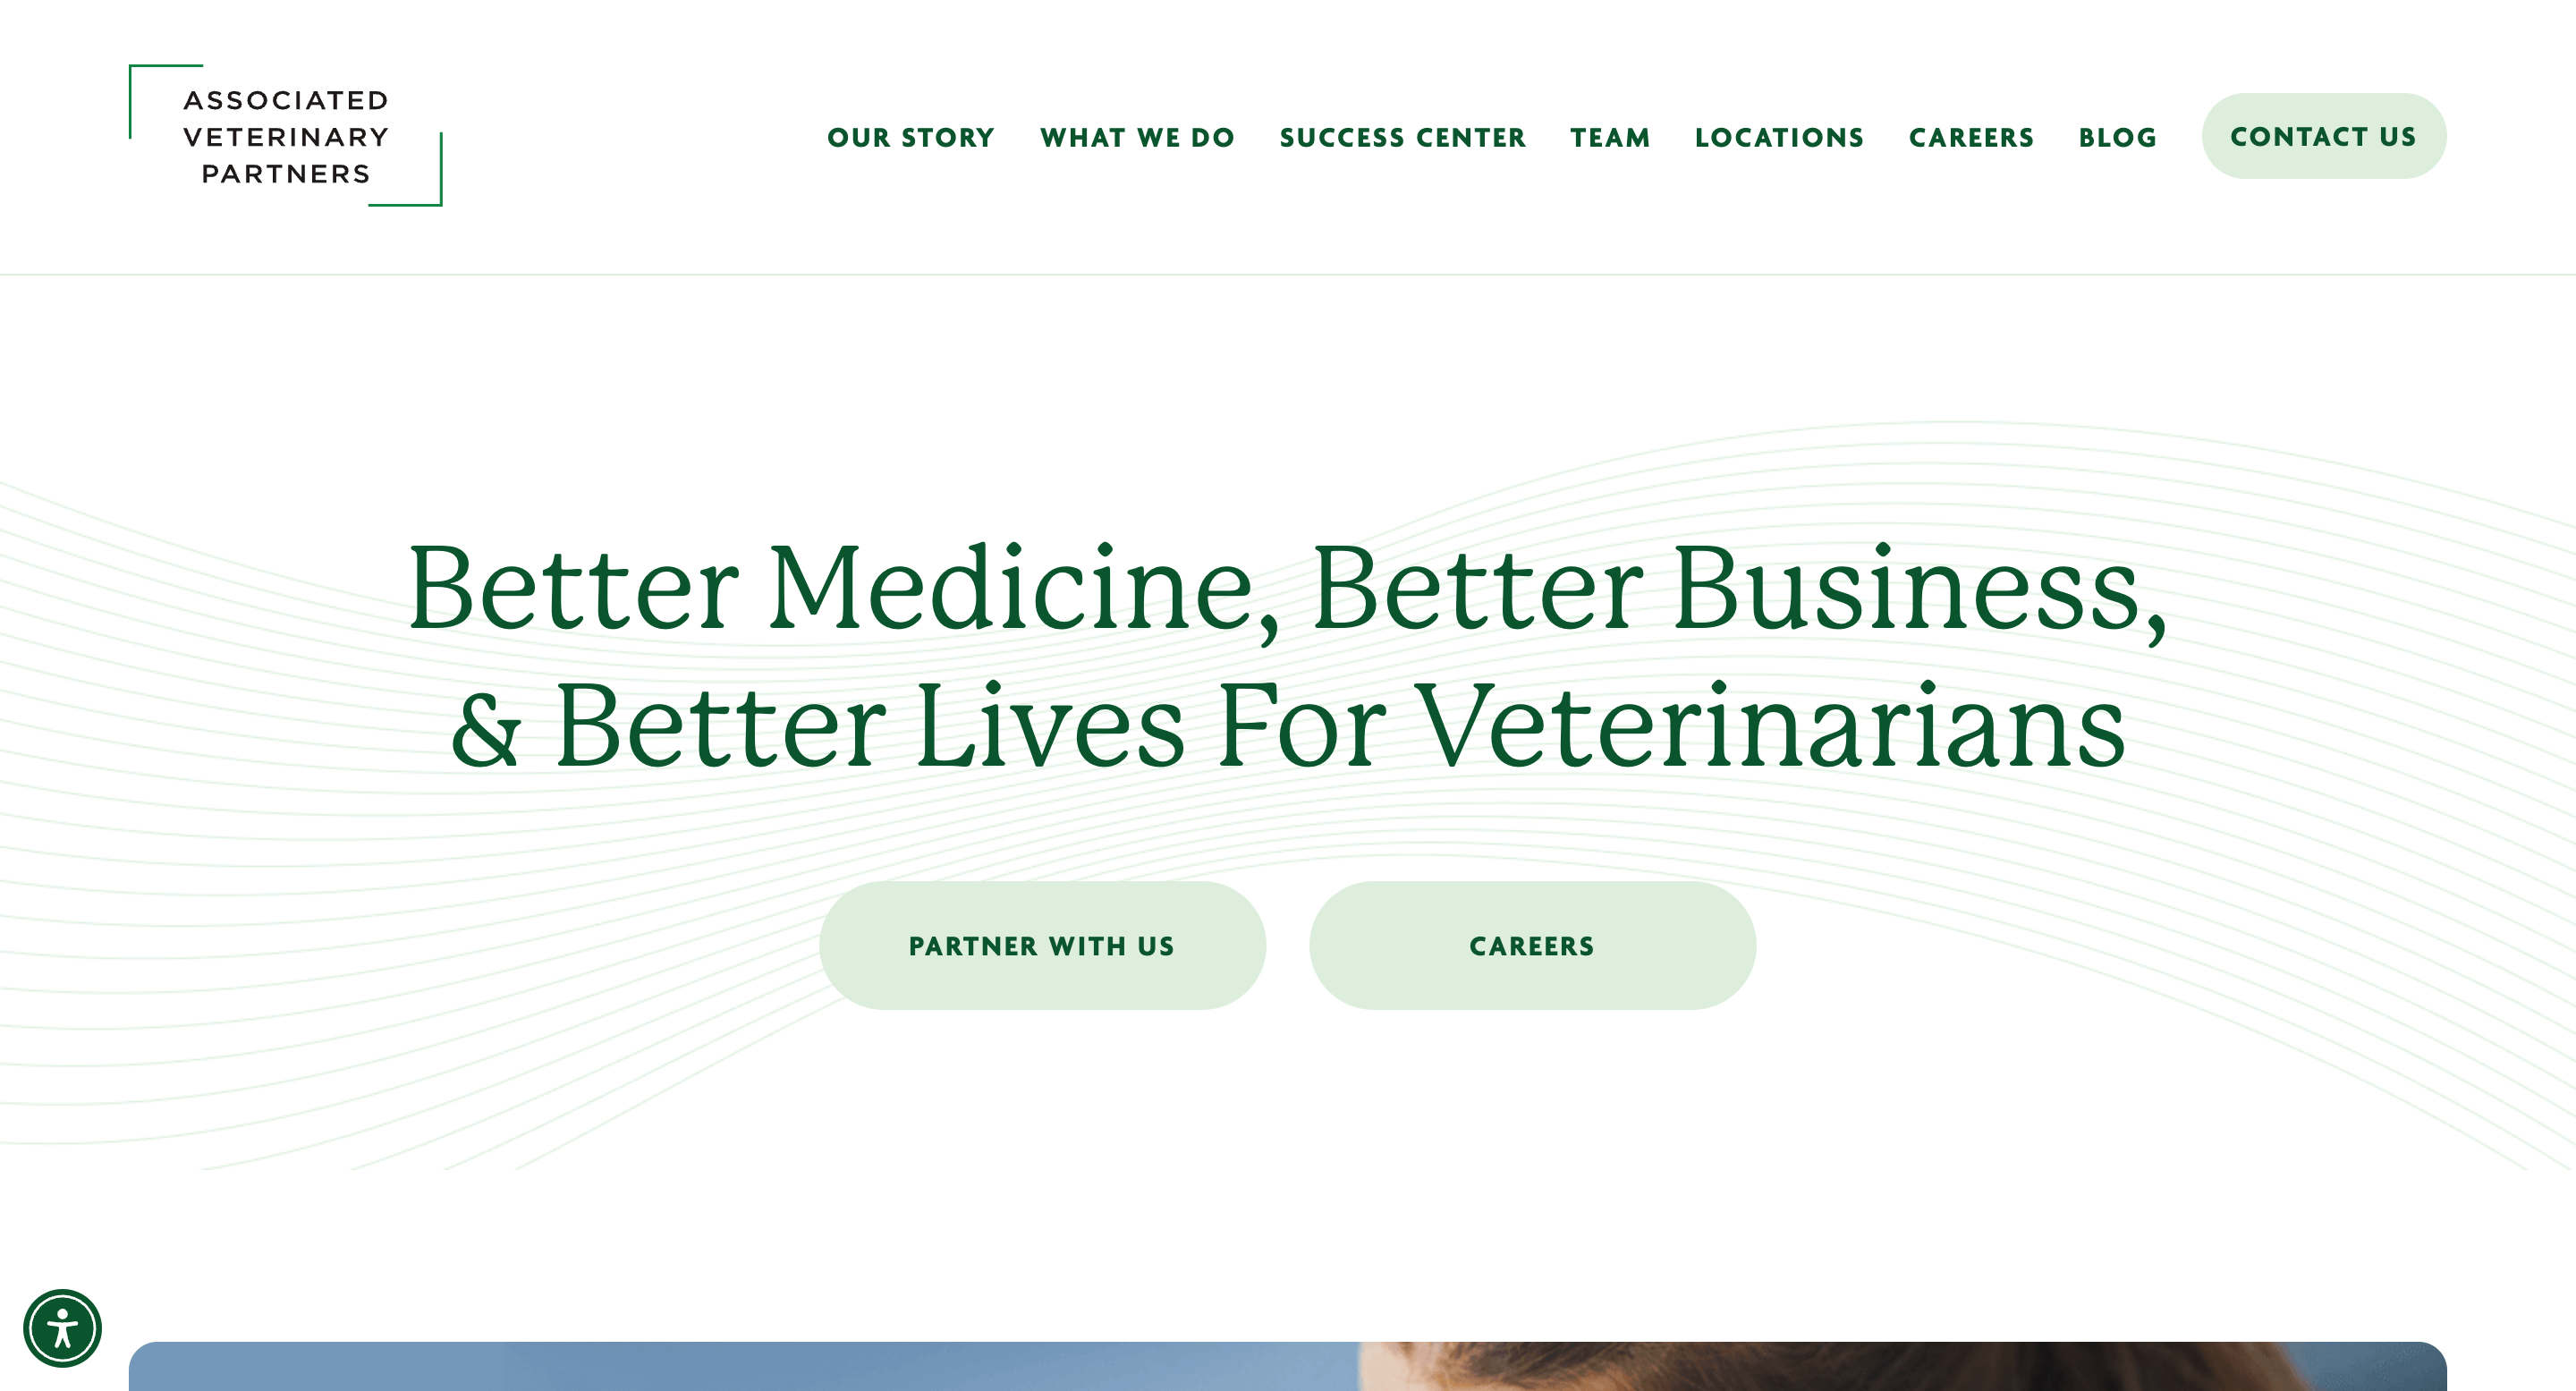 ASSOCIATED
VETERINARY
PARTNERS
OUR STORY WHAT WE DO SUCCESS CENTER TEAM LOCATIONS CAREERS BLOG CONTACT US
Better Medicine, Better Business,
& Better Lives For Veterinarians
PARTNER WITH US CAREERS